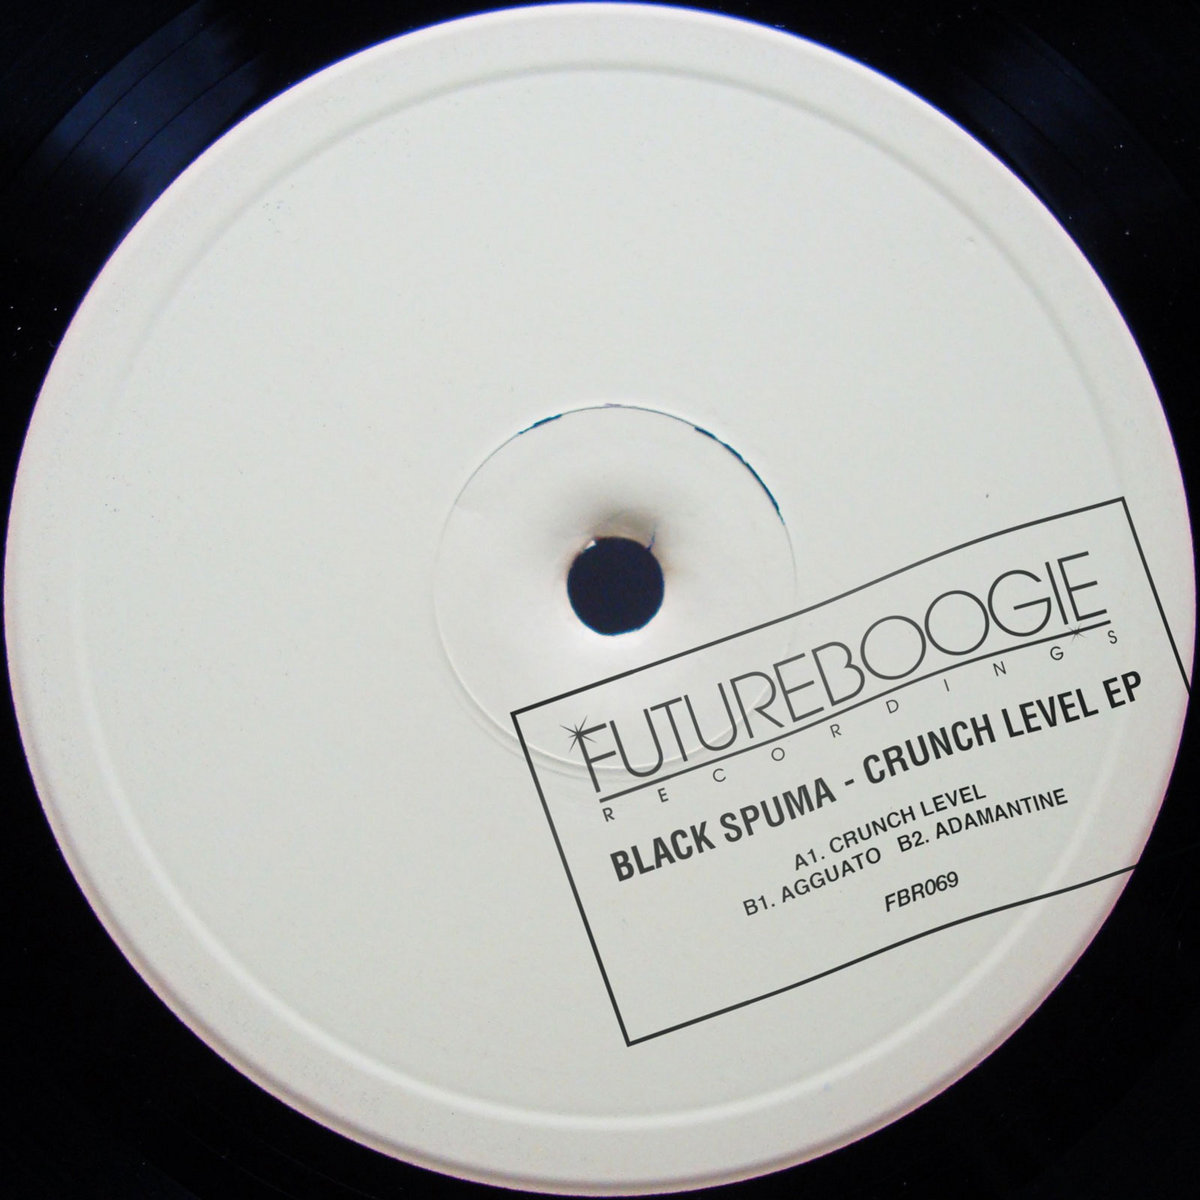 FUTUREBOOGIE
RECORDINGS
BLACK SPUMA - CRUNCH LEVEL EP
A1. CRUNCH LEVEL
B1. AGGUATO B2. ADAMANTINE
FBR069